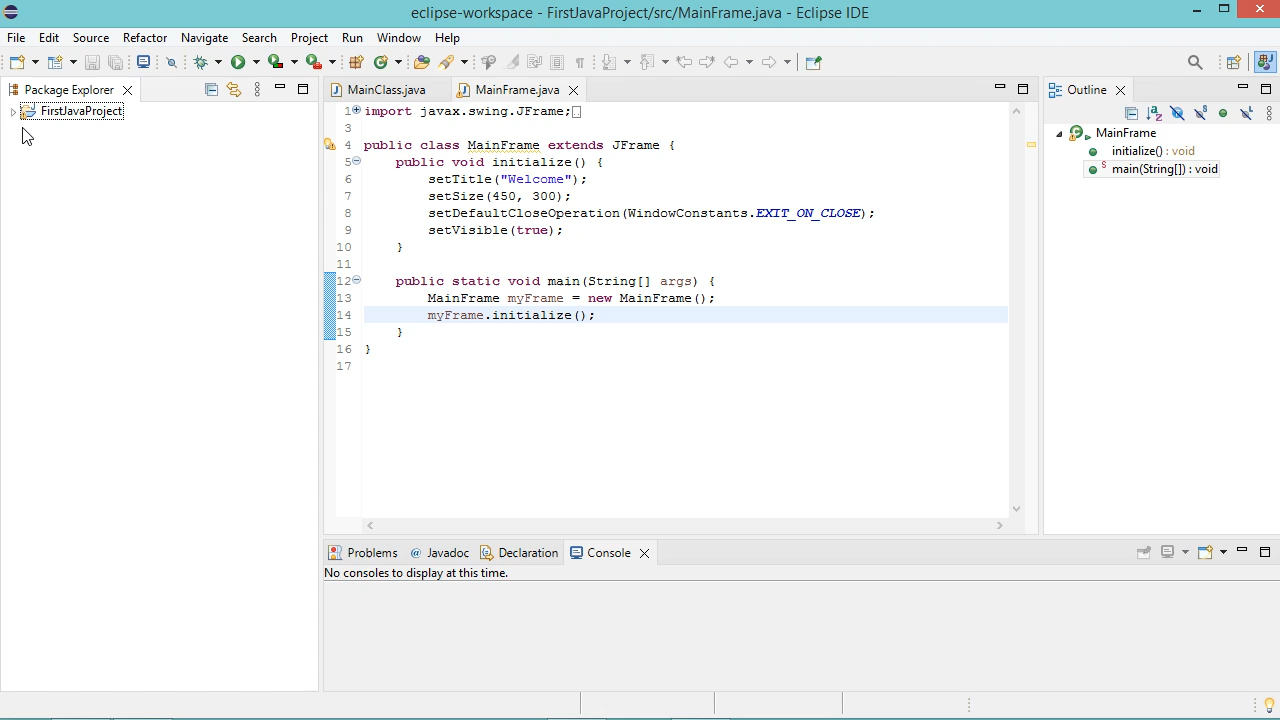 eclipse-workspace - FirstJavaProject/src/MainFrame.java - Eclipse IDE
File Edit Source Refactor Navigate Search Project Run Window Help
Package Explorer
FirstJavaProject
MainClass.java MainFrame.java
1 import javax.swing.JFrame;
3
4 public class MainFrame extends JFrame {
5 public void initialize() {
6 setTitle("Welcome");
7 setSize(450, 300);
8 setDefaultCloseOperation(WindowConstants.EXIT_ON_CLOSE);
9 setVisible(true);
10 }
11
12 public static void main(String[] args) {
13 MainFrame myFrame = new MainFrame();
14 myFrame.initialize();
15 }
16 }
17
Outline
MainFrame
initialize() : void
main(String[]) : void
Problems Javadoc Declaration Console
No consoles to display at this time.